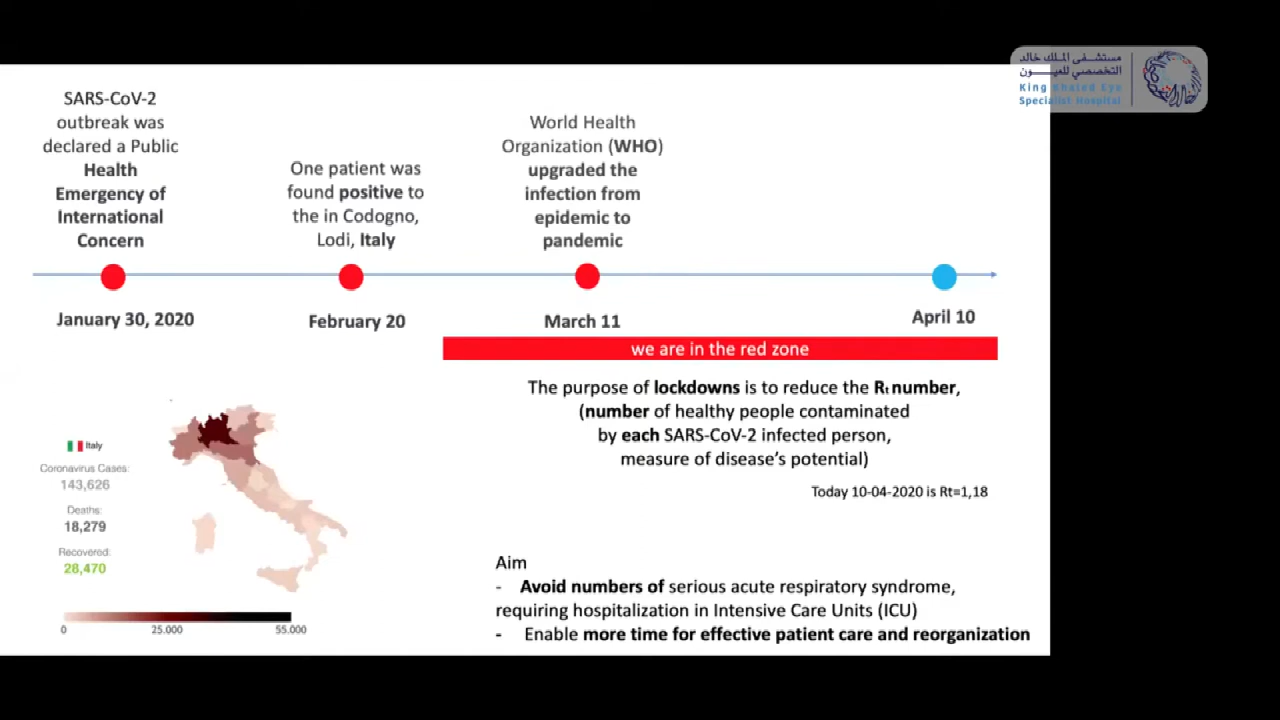 مستشفى الملك خالد
التخصصي للعيون
King Khaled Eye
Specialist Hospital
SARS-CoV-2
outbreak was
declared a Public
Health
Emergency of
International
Concern
One patient was
found positive to
the in Codogno,
Lodi, Italy
World Health
Organization (WHO)
upgraded the
infection from
epidemic to
pandemic
January 30, 2020
February 20
March 11
April 10
we are in the red zone
The purpose of lockdowns is to reduce the Rt number,
(number of healthy people contaminated
by each SARS-CoV-2 infected person,
measure of disease's potential)
Today 10-04-2020 is Rt=1,18
Italy
Coronavirus Cases:
143,626
Deaths:
18,279
Recovered:
28,470
0 25.000 55.000
Aim
- Avoid numbers of serious acute respiratory syndrome,
requiring hospitalization in Intensive Care Units (ICU)
- Enable more time for effective patient care and reorganization